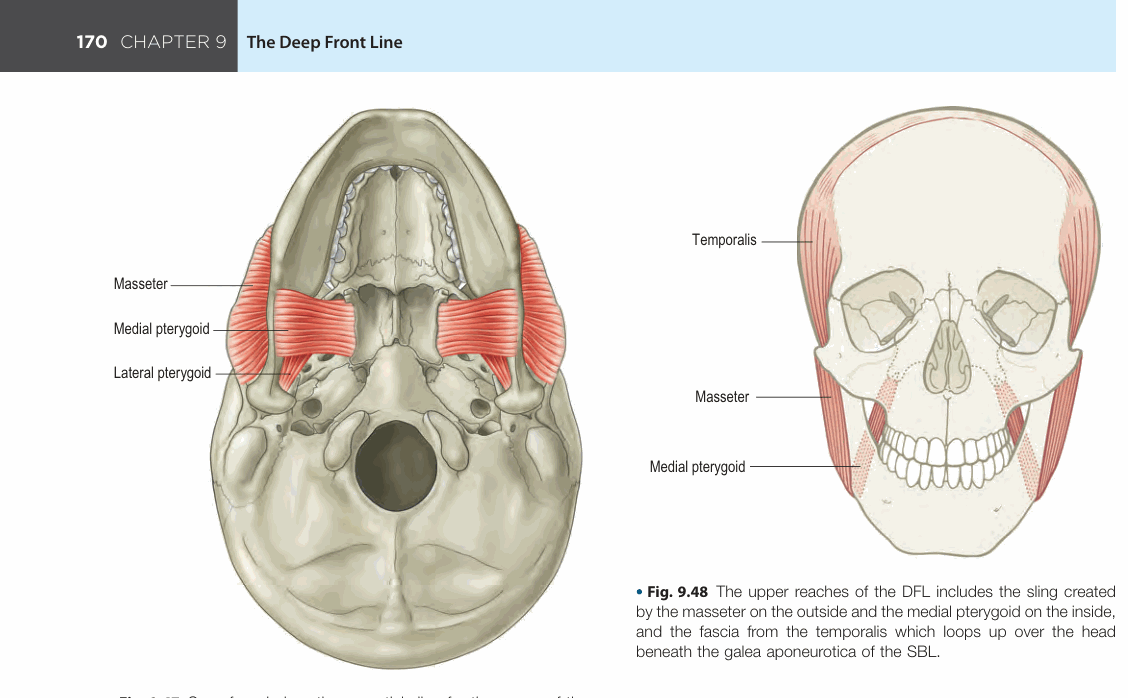 170 CHAPTER 9 The Deep Front Line
Masseter
Medial pterygoid
Lateral pterygoid
Temporalis
Masseter
Medial pterygoid
• Fig. 9.48 The upper reaches of the DFL includes the sling created
by the masseter on the outside and the medial pterygoid on the inside,
and the fascia from the temporalis which loops up over the head
beneath the galea aponeurotica of the SBL.